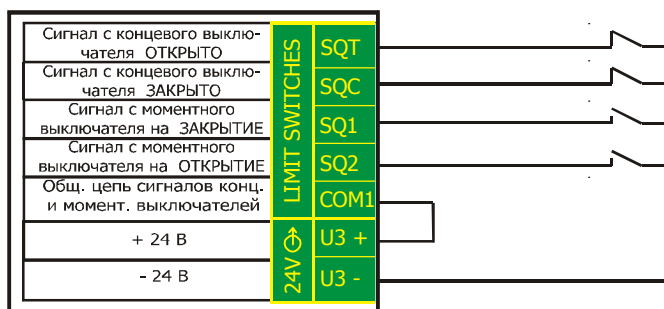 Сигнал с концевого выклю-
чателя ОТКРЫТО
SQT
Сигнал с концевого выклю-
чателя ЗАКРЫТО
SQC
Сигнал с моментного
выключателя на ЗАКРЫТИЕ
SQ1
Сигнал с моментного
выключателя на ОТКРЫТИЕ
SQ2
Общ. цепь сигналов конц.
и момент. выключателей
COM1
LIMIT SWITCHES
+ 24 В
U3 +
- 24 В
U3 -
24V